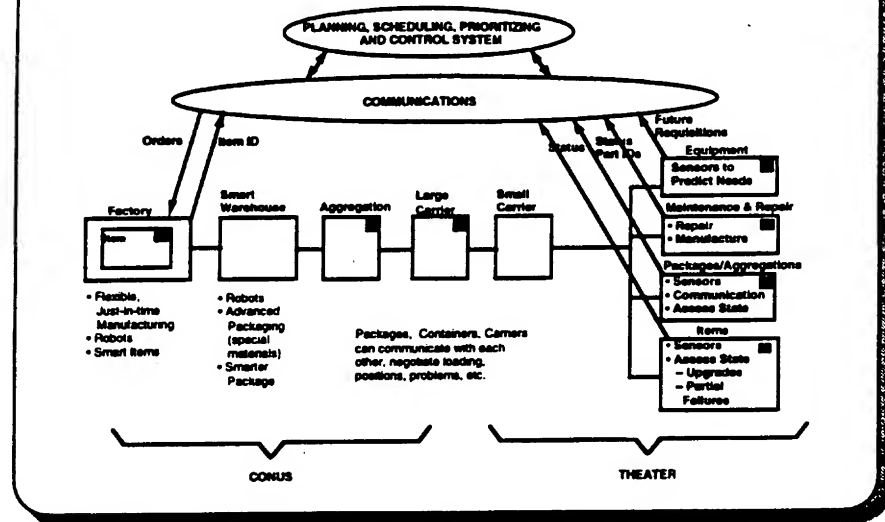 PLANNING, SCHEDULING, PRIORITIZING
AND CONTROL SYSTEM
COMMUNICATIONS
Orders
Item ID
Status
Status
Part IDs
Future
Requisitions
Factory
Item
• Flexible,
Just-in-time
Manufacturing
• Robots
• Smart Items
Smart
Warehouse
• Robots
• Advanced
Packaging
(special
materials)
• Smarter
Package
Aggregation
Large
Carrier
Small
Carrier
Packages, Containers, Carriers
can communicate with each
other, negotiate loading,
positions, problems, etc.
Equipment
Sensors to
Predict Needs
Maintenance & Repair
• Repair
• Manufacture
Packages/Aggregations
• Sensors
• Communication
• Assess State
Items
• Sensors
• Assess State
– Upgrades
– Partial
Failures
CONUS
THEATER